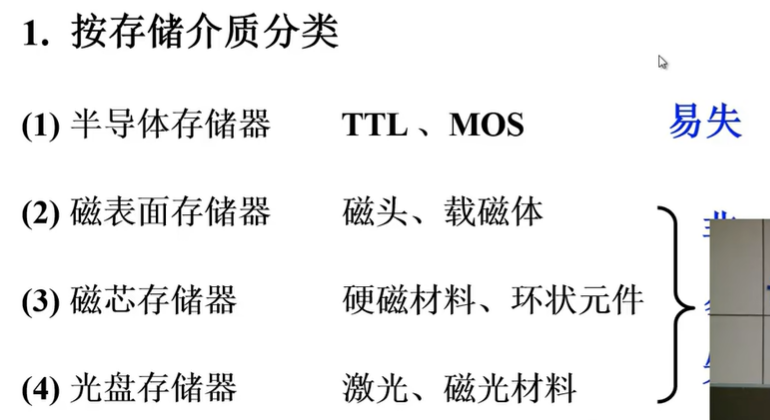 1. 按存储介质分类
(1) 半导体存储器 TTL 、MOS 易失
(2) 磁表面存储器 磁头、载磁体
(3) 磁芯存储器 硬磁材料、环状元件
(4) 光盘存储器 激光、磁光材料